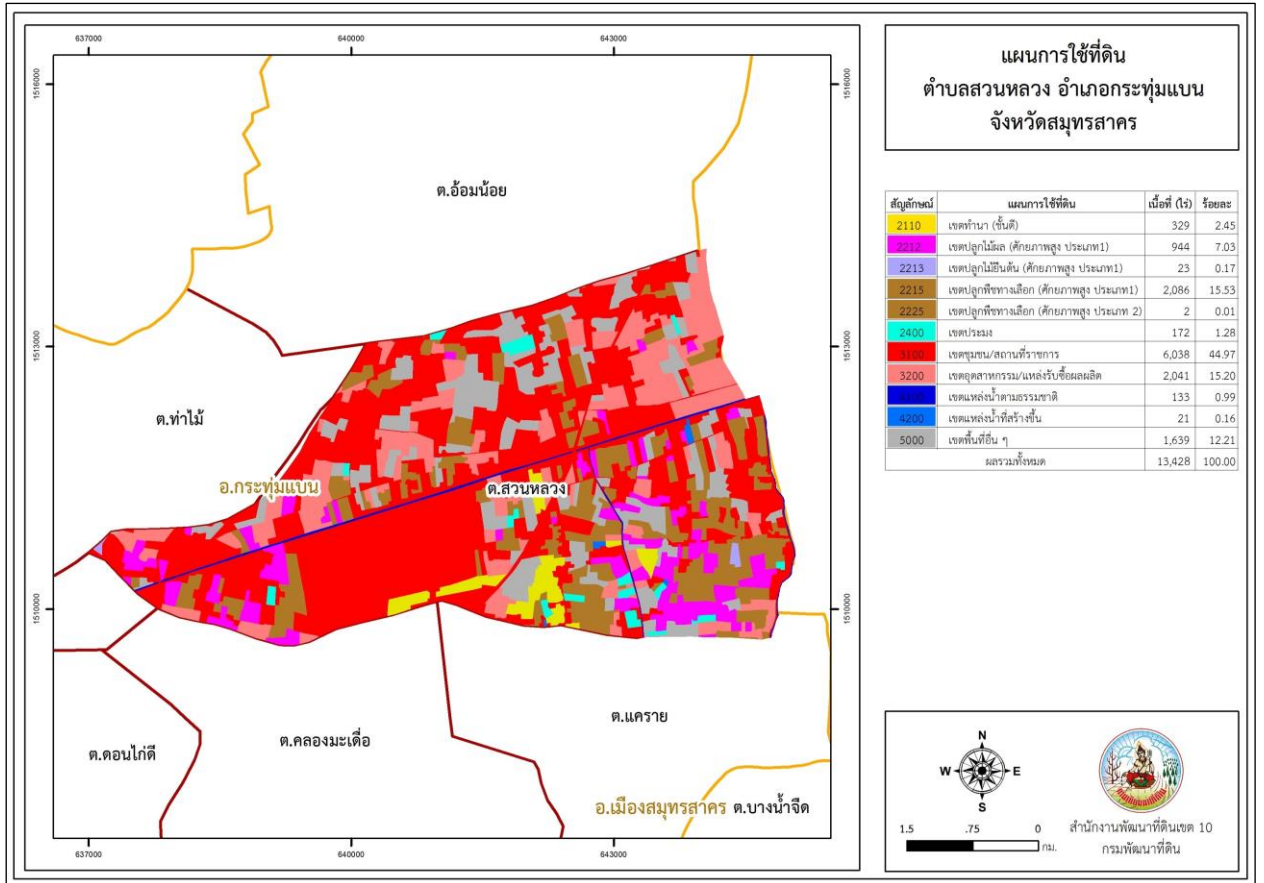 แผนการใช้ที่ดิน
ตำบลสวนหลวง อำเภอกระทุ่มแบน
จังหวัดสมุทรสาคร
637000 640000 643000
1516000 1516000
1513000 1513000
1510000 1510000
637000 640000 643000
ต.อ้อมน้อย
ต.ท่าไม้
อ.กระทุ่มแบน
ต.สวนหลวง
ต.แคราย
ต.คลองมะเดื่อ
ต.ดอนไก่ดี
อ.เมืองสมุทรสาคร ต.บางน้ำจืด
สัญลักษณ์ แผนการใช้ที่ดิน เนื้อที่ (ไร่) ร้อยละ
2110 เขตทำนา (ชั้นดี) 329 2.45
2212 เขตปลูกไม้ผล (ศักยภาพสูง ประเภท1) 944 7.03
2213 เขตปลูกไม้ยืนต้น (ศักยภาพสูง ประเภท1) 23 0.17
2215 เขตปลูกพืชทางเลือก (ศักยภาพสูง ประเภท1) 2,086 15.53
2225 เขตปลูกพืชทางเลือก (ศักยภาพสูง ประเภท 2) 2 0.01
2400 เขตประมง 172 1.28
3100 เขตชุมชน/สถานที่ราชการ 6,038 44.97
3200 เขตอุตสาหกรรม/แหล่งรับซื้อผลผลิต 2,041 15.20
เขตแหล่งน้ำตามธรรมชาติ 133 0.99
4200 เขตแหล่งน้ำที่สร้างขึ้น 21 0.16
5000 เขตพื้นที่อื่น ๆ 1,639 12.21
ผลรวมทั้งหมด 13,428 100.00
N
W E
S
1.5 .75 0
กม.
สำนักงานพัฒนาที่ดินเขต 10
กรมพัฒนาที่ดิน